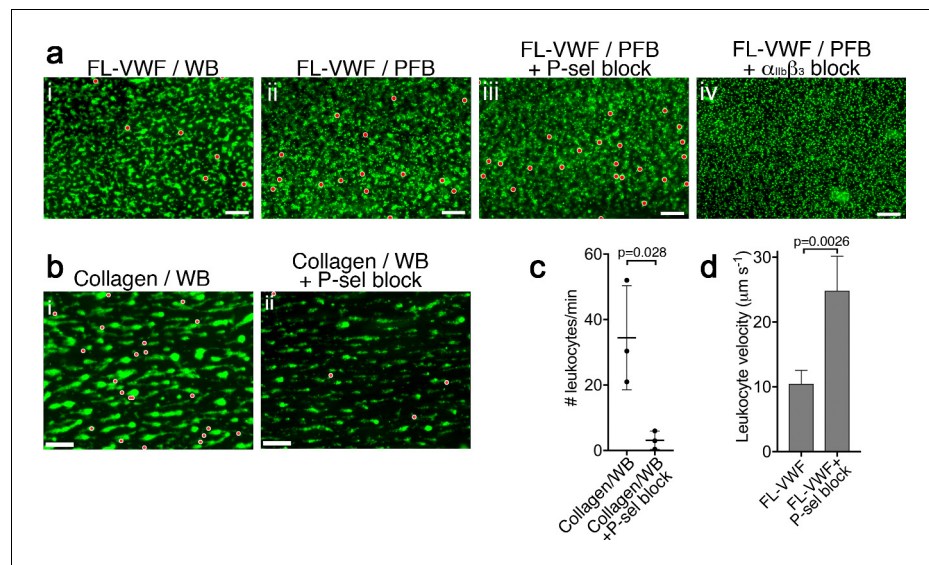 a
FL-VWF / WB
FL-VWF / PFB
FL-VWF / PFB
+ P-sel block
FL-VWF / PFB
+ αIIbβ3 block
i
ii
iii
iv
b
Collagen / WB
Collagen / WB
+ P-sel block
i
ii
c
p=0.028
# leukocytes/min
60
40
20
0
Collagen/WB
Collagen/WB
+P-sel block
d
p=0.0026
Leukocyte velocity (μm s⁻¹)
30
20
10
0
FL-VWF
FL-VWF+
P-sel block